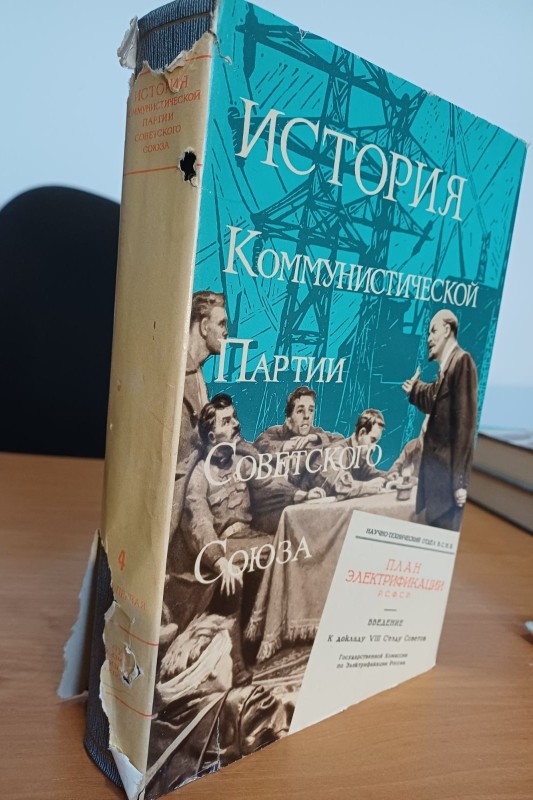 ИСТОРИЯ
КОММУНИСТИЧЕСКОЙ
ПАРТИИ
СОВЕТСКОГО
СОЮЗА
4
ИСТОРИЯ
КОММУНИСТИЧЕСКОЙ
ПАРТИИ
СОВЕТСКОГО
СОЮЗА
НАУЧНО-ТЕХНИЧЕСКИЙ ОТДЕЛ В.С.Н.Х.
ПЛАН
ЭЛЕКТРИФИКАЦИИ
Р.С.Ф.С.Р.
ВВЕДЕНИЕ
К докладу VIII Съезду Советов
Государственной Комиссии
по Электрификации России